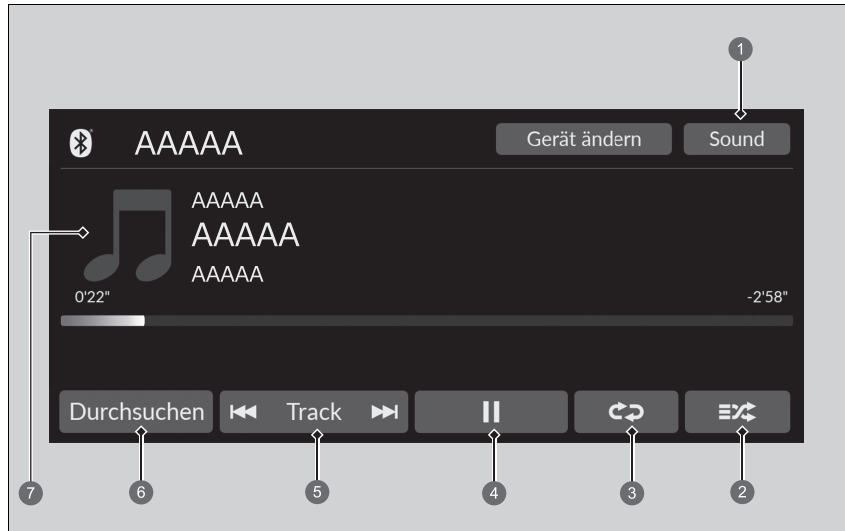 1
AAAAA
Gerät ändern
Sound
AAAAA
AAAAA
AAAAA
7
0'22"
-2'58"
Durchsuchen
Track
6
5
4
3
2